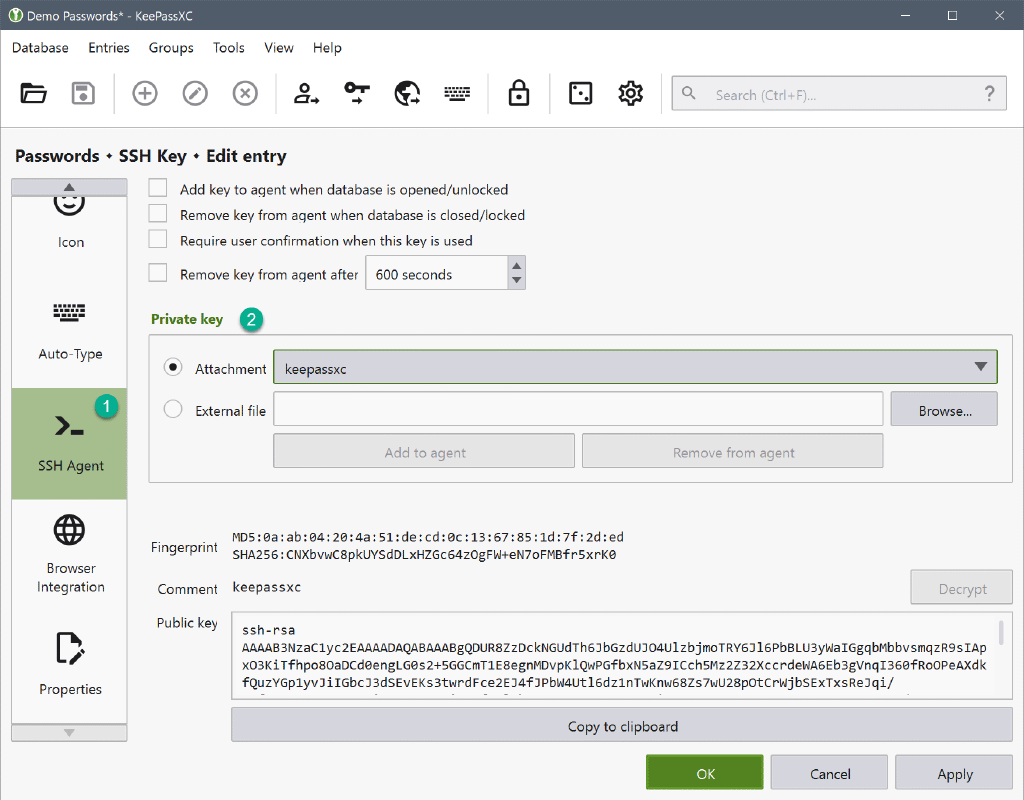 Demo Passwords* - KeePassXC
Database Entries Groups Tools View Help
Search (Ctrl+F)... ?
Passwords • SSH Key • Edit entry
Icon
Auto-Type
1
SSH Agent
Browser
Integration
Properties
Add key to agent when database is opened/unlocked
Remove key from agent when database is closed/locked
Require user confirmation when this key is used
Remove key from agent after 600 seconds
Private key 2
Attachment keepassxc
External file Browse...
Add to agent Remove from agent
Fingerprint MD5:0a:ab:04:20:4a:51:de:cd:0c:13:67:85:1d:7f:2d:ed
SHA256:CNXbvwC8pkUYSdDLxHZGc64zOgFW+eN7oFMBfr5xrK0
Comment keepassxc Decrypt
Public key ssh-rsa
AAAAB3NzaC1yc2EAAAADAQABAAABgQDUR8ZzDckNGUdTh6JbGzdUJO4UlzbjmoTRY6Jl6PbBLU3yWaIGgqbMbbvsmqzR9sIAp
xO3KiTfhpo8OaDCd0engLG0s2+5GGCmT1E8egnMDvpKlQwPGfbxN5aZ9ICch5Mz2Z32XccrdeWA6Eb3gVnqI360fRoOPeAXdk
fQuzYGp1yvJiIGbcJ3dSEvEKs3twrdFce2EJ4fJPbW4Utl6dz1nTwKnw68Zs7wU28pOtCrWjbSExTxsReJqi/
Copy to clipboard
OK Cancel Apply